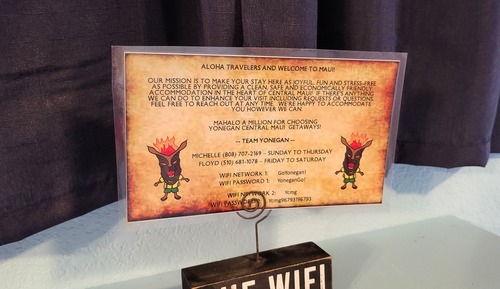 ALOHA TRAVELERS AND WELCOME TO MAUI!
OUR MISSION IS TO MAKE YOUR STAY HERE AS JOYFUL, FUN AND STRESS-FREE
AS POSSIBLE BY PROVIDING A CLEAN, SAFE AND ECONOMICALLY FRIENDLY
ACCOMMODATION IN THE HEART OF CENTRAL MAUI! IF THERE'S ANYTHING
WE CAN DO TO ENHANCE YOUR VISIT INCLUDING REQUESTS OR QUESTIONS,
FEEL FREE TO REACH OUT AT ANY TIME. WE'RE HAPPY TO ACCOMMODATE
YOU HOWEVER WE CAN.
MAHALO A MILLION FOR CHOOSING
YONEGAN CENTRAL MAUI GETAWAYS!
-- TEAM YONEGAN --
MICHELLE (808) 707-2169 - SUNDAY TO THURSDAY
FLOYD (510) 681-1078 - FRIDAY TO SATURDAY
WIFI NETWORK 1: GoYonegan!
WIFI PASSWORD 1: YoneganGo!
WIFI NETWORK 2: Ycmg
WIFI PASSWORD Ycmg96793196793
WIFI